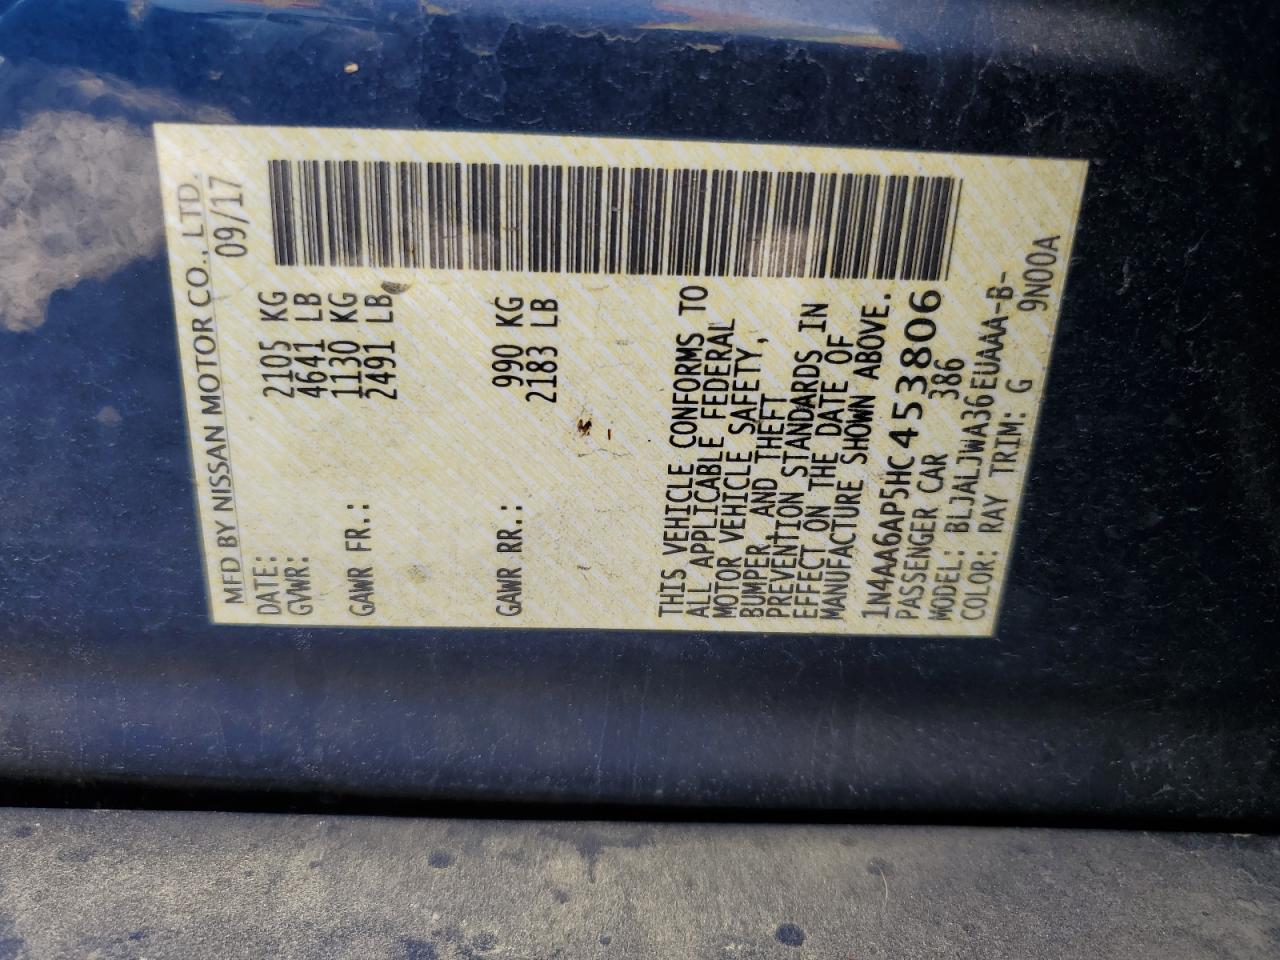 MFD BY NISSAN MOTOR CO., LTD.
DATE: 09/17
GVWR: 2105 KG
4641 LB
GAWR FR.: 1130 KG
2491 LB
GAWR RR.: 990 KG
2183 LB
THIS VEHICLE CONFORMS TO
ALL APPLICABLE FEDERAL
MOTOR VEHICLE SAFETY,
BUMPER AND THEFT
PREVENTION STANDARDS IN
EFFECT ON THE DATE OF
MANUFACTURE SHOWN ABOVE.
1N4AA6AP5HC453806
PASSENGER CAR 386
MODEL: BLJALJWA36EUAAA-B-
COLOR: RAY TRIM: G 9N00A